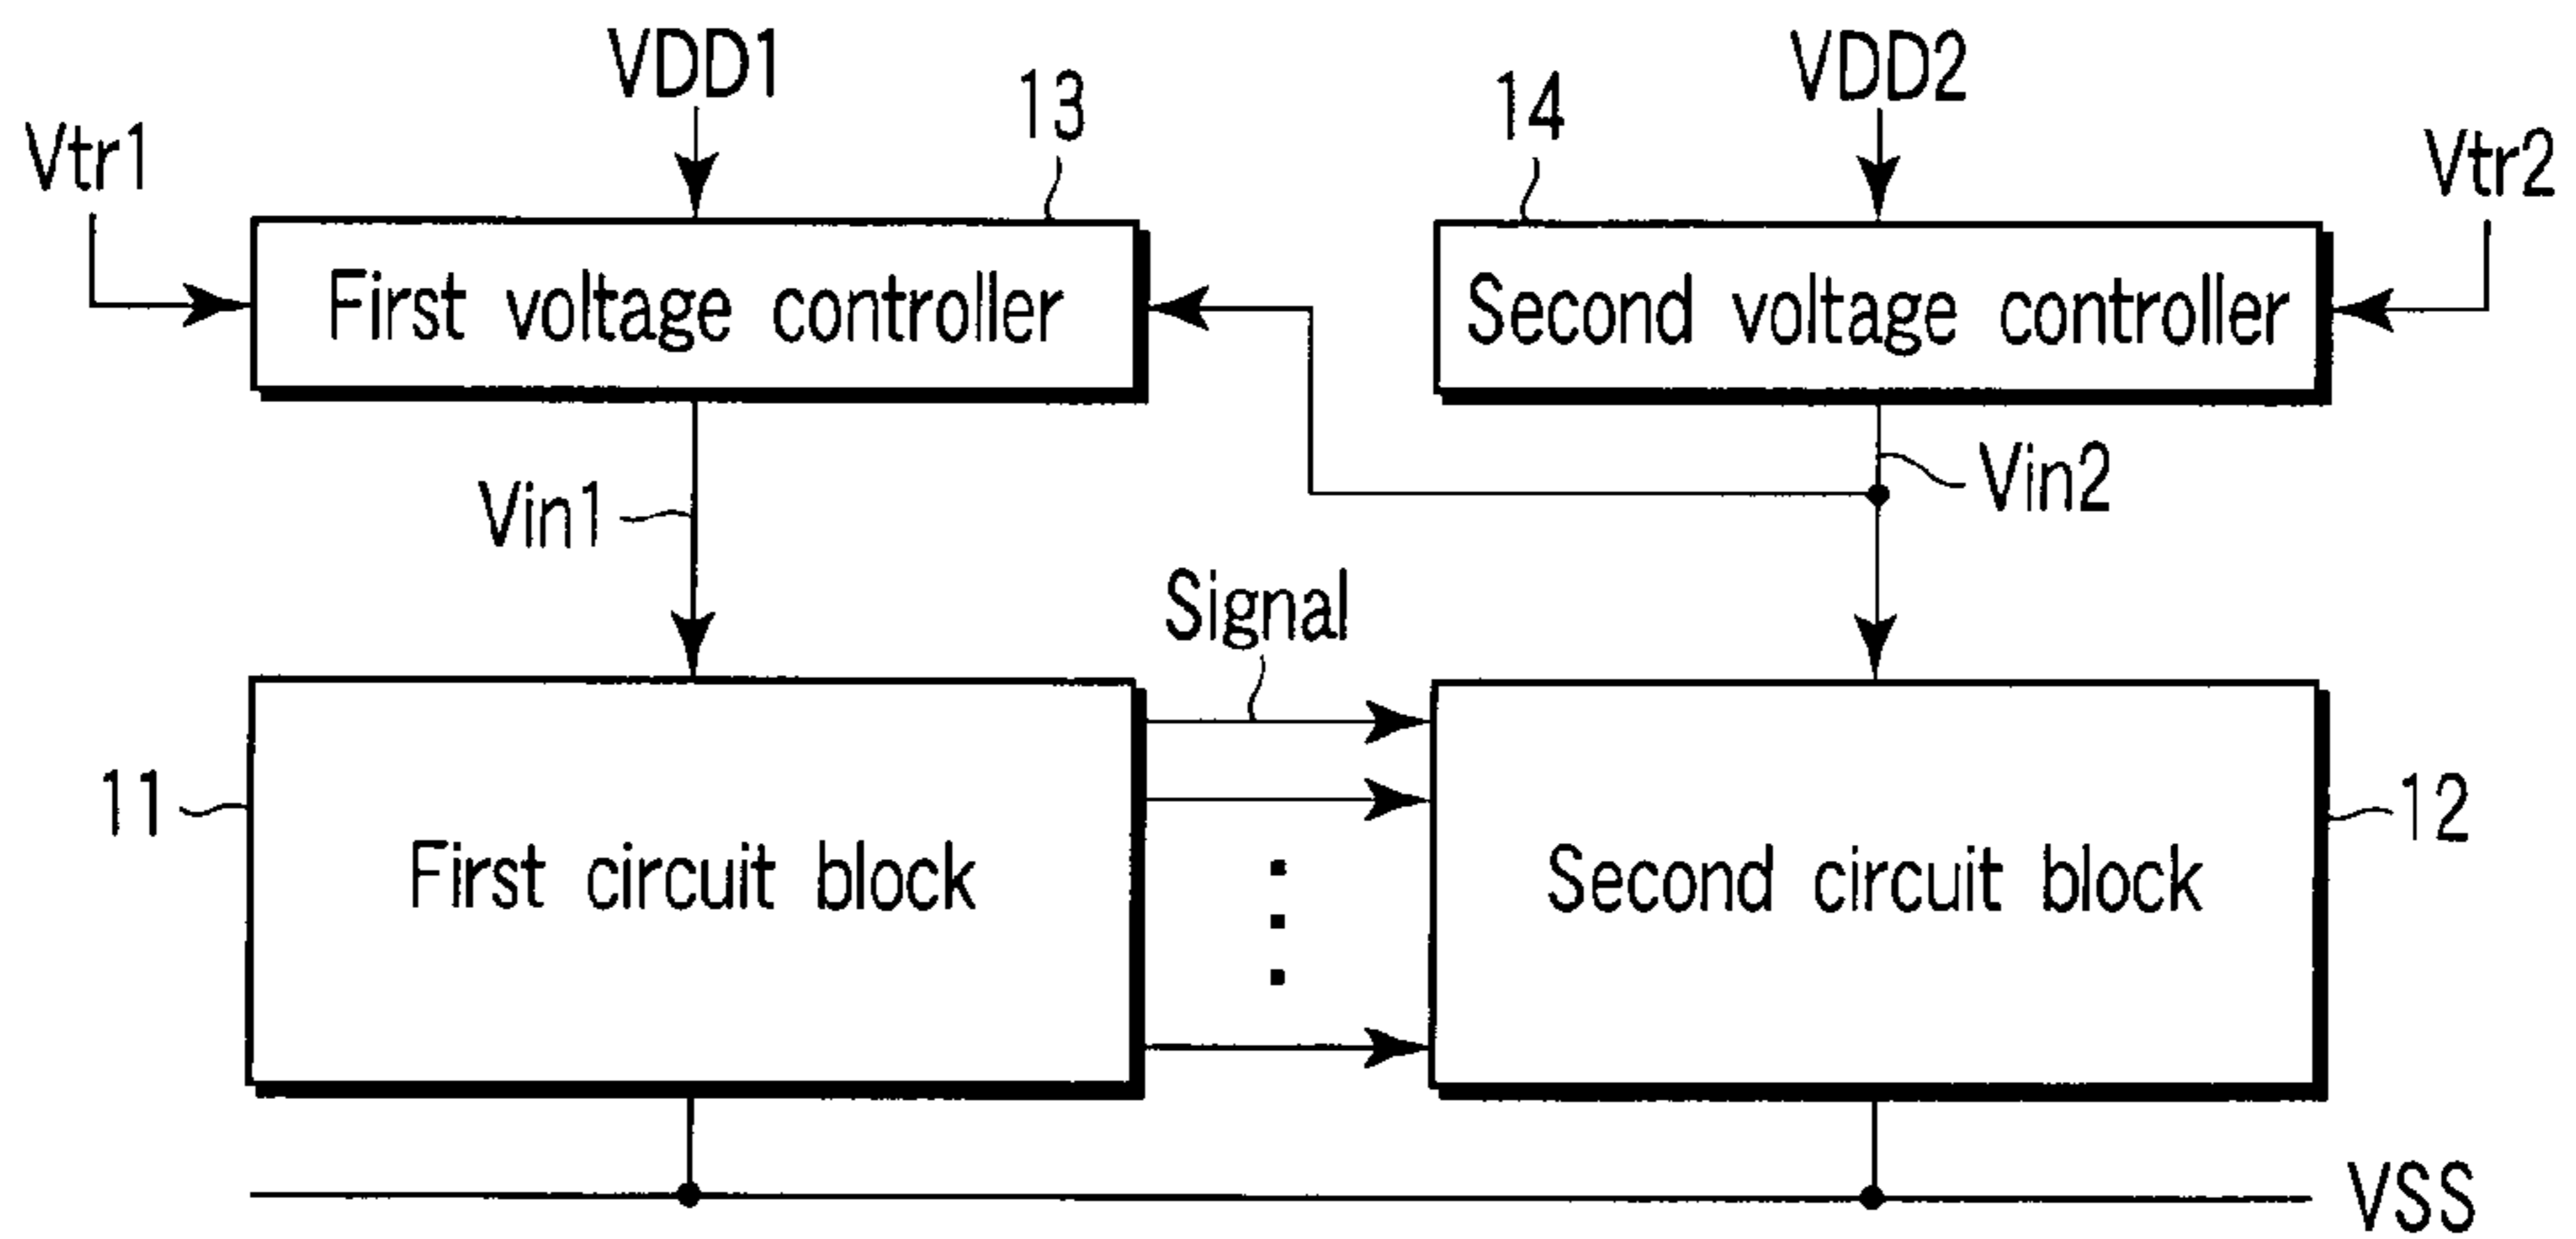 VDD1
VDD2
13
14
Vtr1
Vtr2
First voltage controller
Second voltage controller
Vin1
Vin2
Signal
11
12
First circuit block
Second circuit block
VSS